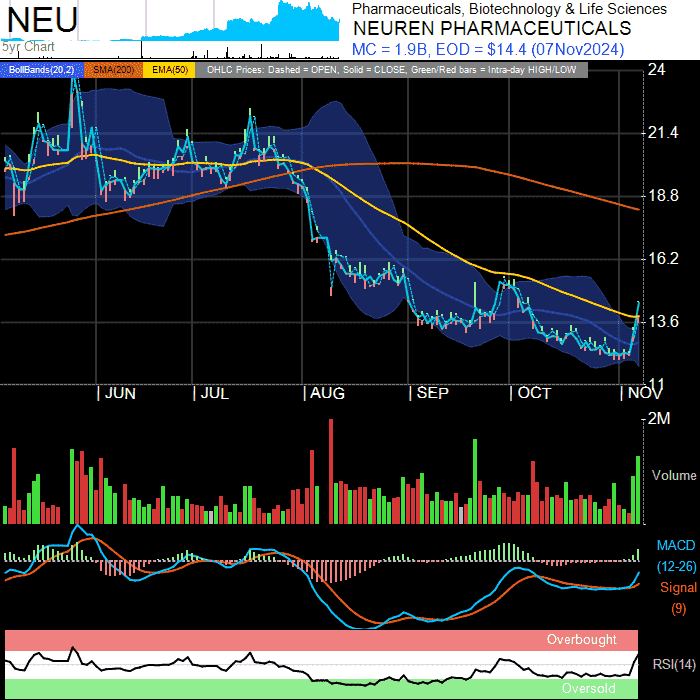 NEU
5yr Chart
Pharmaceuticals, Biotechnology & Life Sciences
NEUREN PHARMACEUTICALS
MC = 1.9B, EOD = $14.4 (07Nov2024)
BollBands(20,2) SMA(200) EMA(50) OHLC Prices: Dashed = OPEN, Solid = CLOSE, Green/Red bars = Intra-day HIGH/LOW
24
21.4
18.8
16.2
13.6
11
JUN JUL AUG SEP OCT NOV
2M
Volume
MACD
(12-26)
Signal
(9)
Overbought
RSI(14)
Oversold